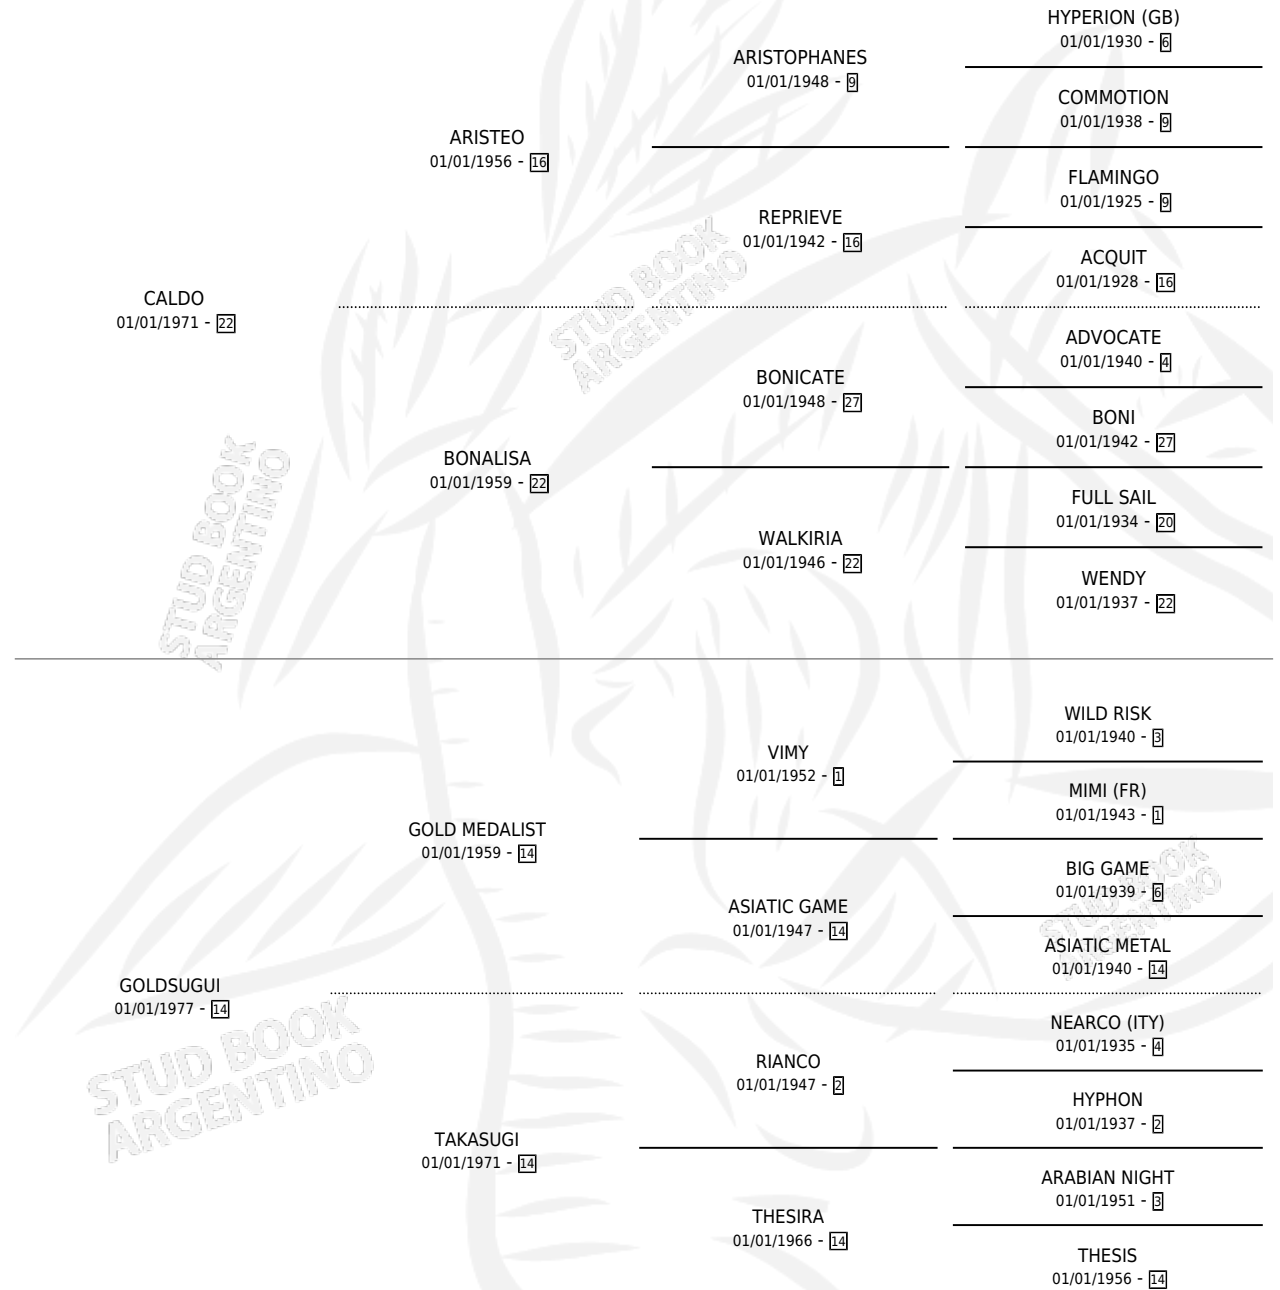 HYPERION (GB)
01/01/1930 - 6
ARISTOPHANES
01/01/1948 - 9
COMMOTION
01/01/1938 - 9
ARISTEO
01/01/1956 - 16
FLAMINGO
01/01/1925 - 9
REPRIEVE
01/01/1942 - 16
ACQUIT
01/01/1928 - 16
CALDO
01/01/1971 - 22
ADVOCATE
01/01/1940 - 4
BONICATE
01/01/1948 - 27
BONI
01/01/1942 - 27
BONALISA
01/01/1959 - 22
FULL SAIL
01/01/1934 - 20
WALKIRIA
01/01/1946 - 22
WENDY
01/01/1937 - 22
WILD RISK
01/01/1940 - 3
VIMY
01/01/1952 - 1
MIMI (FR)
01/01/1943 - 1
GOLD MEDALIST
01/01/1959 - 14
BIG GAME
01/01/1939 - 6
ASIATIC GAME
01/01/1947 - 14
ASIATIC METAL
01/01/1940 - 14
GOLDSUGUI
01/01/1977 - 14
NEARCO (ITY)
01/01/1935 - 4
RIANCO
01/01/1947 - 2
HYPHON
01/01/1937 - 2
TAKASUGI
01/01/1971 - 14
ARABIAN NIGHT
01/01/1951 - 3
THESIRA
01/01/1966 - 14
THESIS
01/01/1956 - 14
STUD BOOK
ARGENTINO
STUD BOOK
ARGENTINO
STUD BOOK
ARGENTINO
STUD BOOK
ARGENTINO